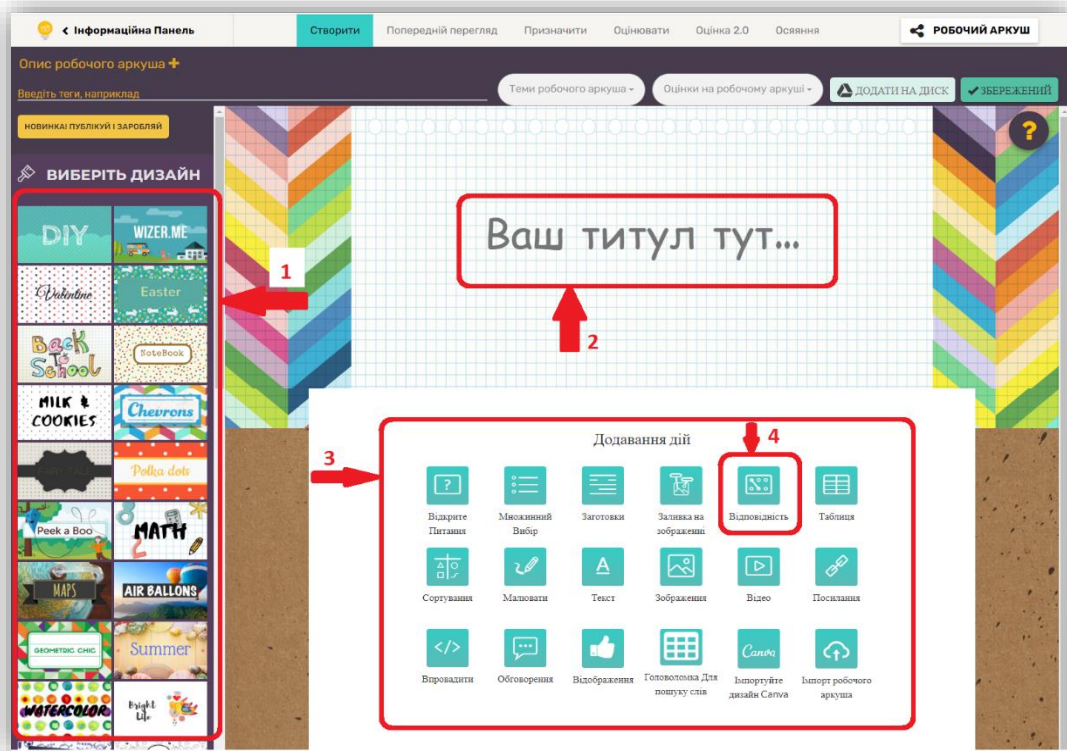 Інформаційна Панель
Створити
Попередній перегляд
Призначити
Оцінювати
Оцінка 2.0
Осяяння
РОБОЧИЙ АРКУШ
Опис робочого аркуша
Введіть теги, наприклад
Теми робочого аркуша
Оцінки на робочому аркуші
ДОДАТИ НА ДИСК
ЗБЕРЕЖЕНИЙ
НОВИНКА! ПУБЛІКУЙ І ЗАРОБЛЯЙ
?
ВИБЕРІТЬ ДИЗАЙН
DIY
WIZER.ME
Valentine
Easter
Back
To
School
NoteBook
MILK &
COOKIES
Chevrons
Polka dots
Peek a Boo
MATH
MAPS
AIR BALLONS
GEOMETRIC CHIC
Summer
WATERCOLOR
Bright
Life
1
Ваш титул тут...
2
3
Додавання дій
4
Відкрите
Питання
Множинний
Вибір
Заготовки
Заливка на
зображенні
Відповідність
Таблиця
Сортування
Малювати
Текст
Зображення
Відео
Посилання
Впровадити
Обговорення
Відображення
Головоломка Для
пошуку слів
Canva
Імпортуйте
дизайн Canva
Імпорт робочого
аркуша